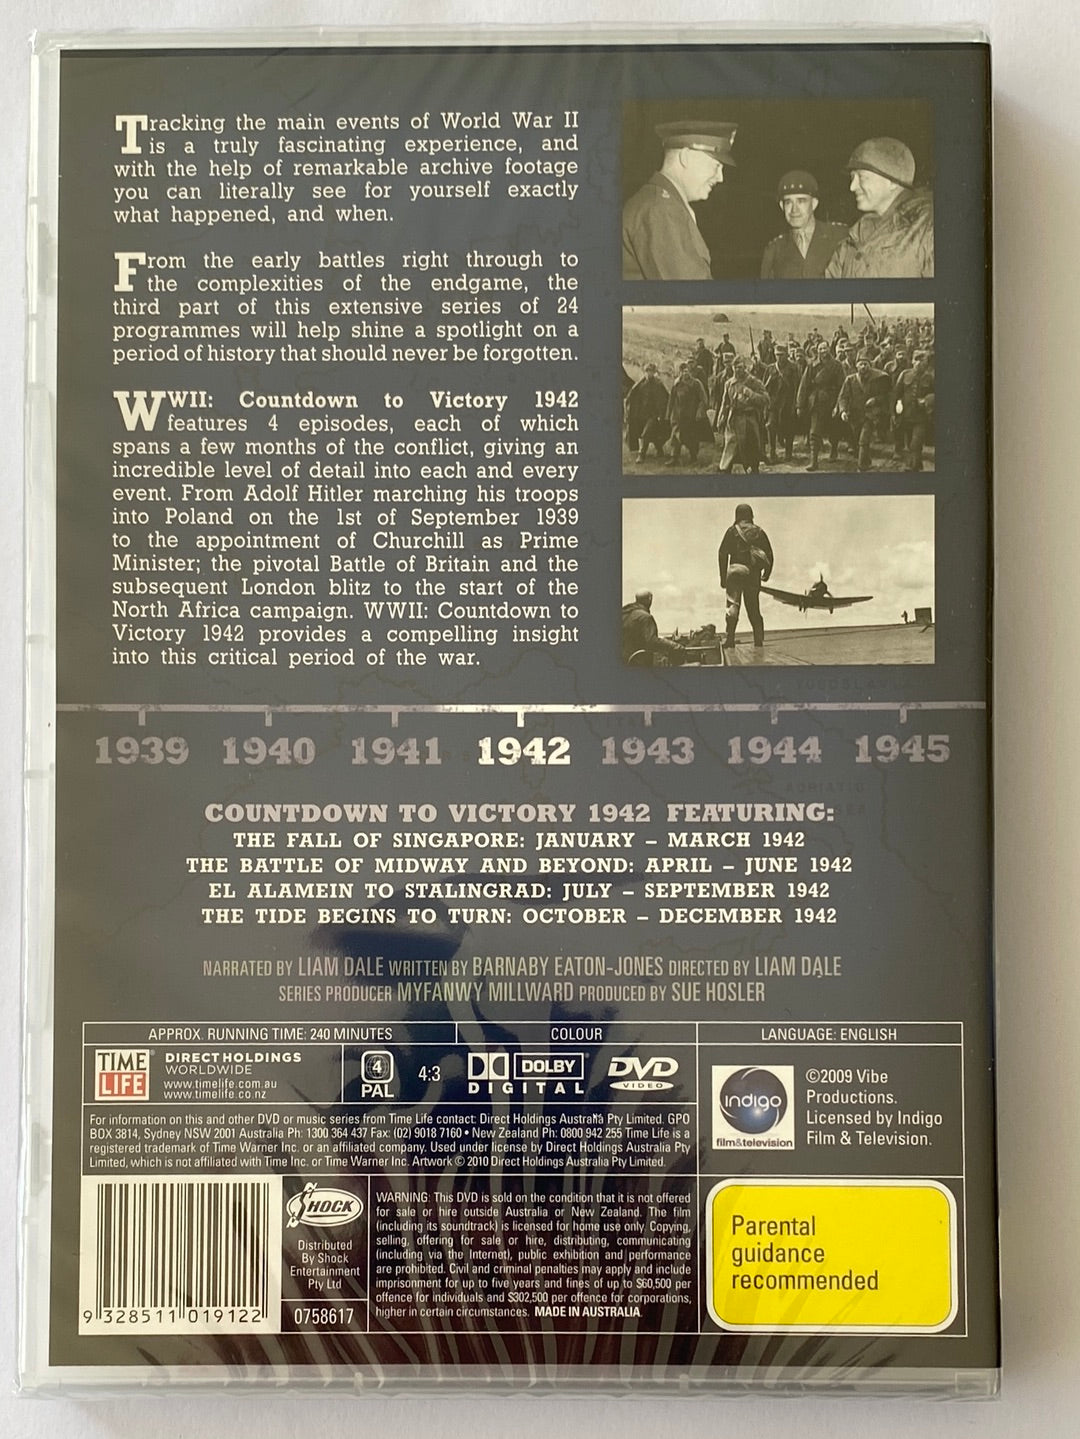 Tracking the main events of World War II
is a truly fascinating experience, and
with the help of remarkable archive footage
you can literally see for yourself exactly
what happened, and when.
From the early battles right through to
the complexities of the endgame, the
third part of this extensive series of 24
programmes will help shine a spotlight on a
period of history that should never be forgotten.
WWII: Countdown to Victory 1942
features 4 episodes, each of which
spans a few months of the conflict, giving an
incredible level of detail into each and every
event. From Adolf Hitler marching his troops
into Poland on the 1st of September 1939
to the appointment of Churchill as Prime
Minister; the pivotal Battle of Britain and the
subsequent London blitz to the start of the
North Africa campaign. WWII: Countdown to
Victory 1942 provides a compelling insight
into this critical period of the war.
1939 1940 1941 1942 1943 1944 1945
COUNTDOWN TO VICTORY 1942 FEATURING:
THE FALL OF SINGAPORE: JANUARY – MARCH 1942
THE BATTLE OF MIDWAY AND BEYOND: APRIL – JUNE 1942
EL ALAMEIN TO STALINGRAD: JULY – SEPTEMBER 1942
THE TIDE BEGINS TO TURN: OCTOBER – DECEMBER 1942
NARRATED BY LIAM DALE WRITTEN BY BARNABY EATON-JONES DIRECTED BY LIAM DALE
SERIES PRODUCER MYFANWY MILLWARD PRODUCED BY SUE HOSLER
APPROX. RUNNING TIME: 240 MINUTES
COLOUR
LANGUAGE: ENGLISH
TIME
LIFE
DIRECT HOLDINGS
WORLDWIDE
www.timelife.com.au
www.timelife.co.nz
4
PAL
4:3
DOLBY
DIGITAL
DVD
VIDEO
indigo
film&television
©2009 Vibe
Productions.
Licensed by Indigo
Film & Television.
For information on this and other DVD or music series from Time Life contact: Direct Holdings Australia Pty Limited. GPO
BOX 3814, Sydney NSW 2001 Australia Ph: 1300 364 437 Fax: (02) 9018 7160 • New Zealand Ph: 0800 942 255 Time Life is a
registered trademark of Time Warner Inc. or an affiliated company. Used under license by Direct Holdings Australia Pty
Limited, which is not affiliated with Time Inc. or Time Warner Inc. Artwork © 2010 Direct Holdings Australia Pty Limited.
9 328511 019122
SHOCK
Distributed
By Shock
Entertainment
Pty Ltd
0758617
WARNING: This DVD is sold on the condition that it is not offered
for sale or hire outside Australia or New Zealand. The film
(including its soundtrack) is licensed for home use only. Copying,
selling, offering for sale or hire, distributing, communicating
(including via the Internet), public exhibition and performance
are prohibited. Civil and criminal penalties may apply and include
imprisonment for up to five years and fines of up to $60,500 per
offence for individuals and $302,500 per offence for corporations,
higher in certain circumstances. MADE IN AUSTRALIA.
Parental
guidance
recommended